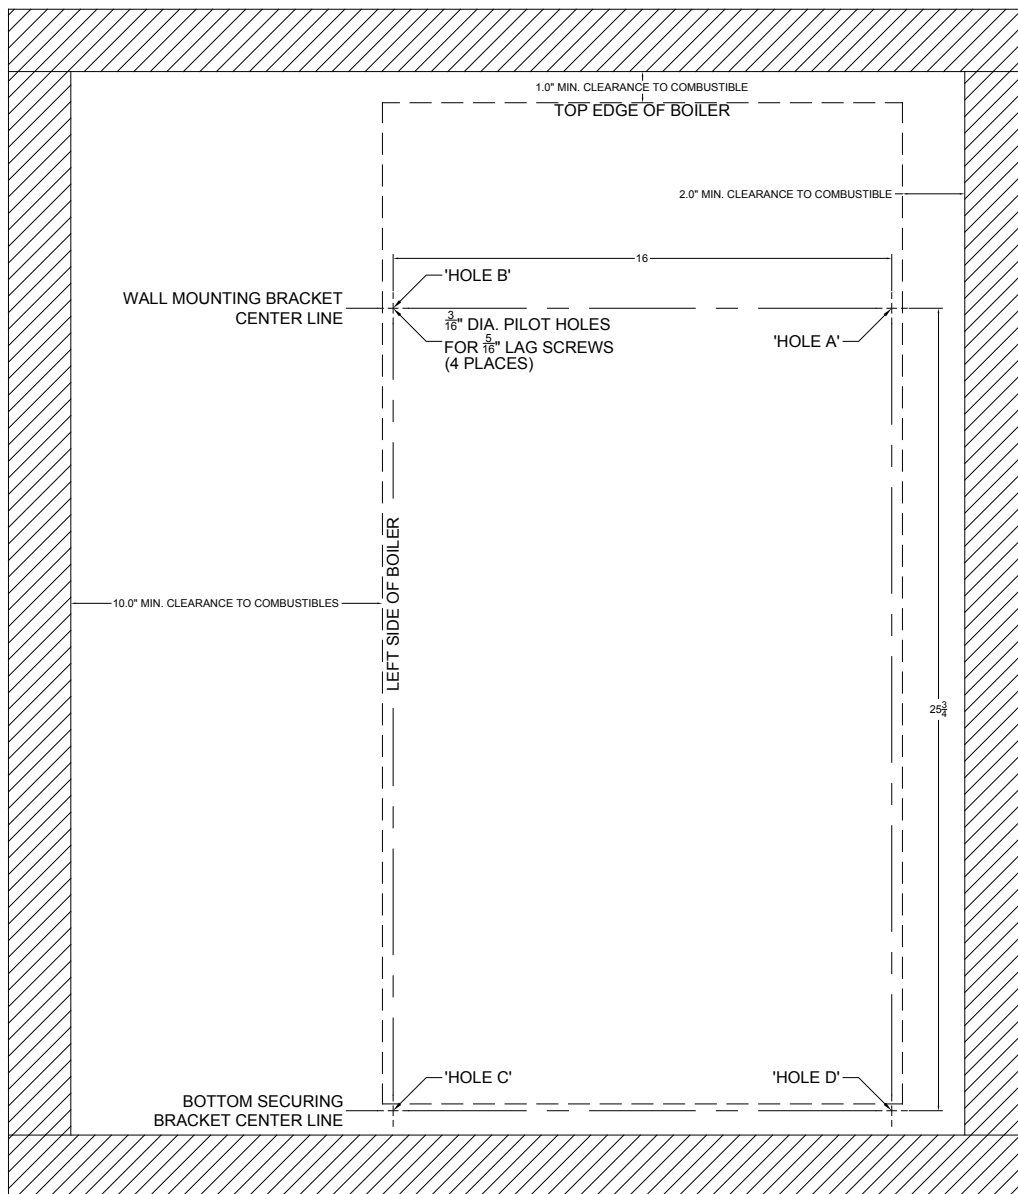 1.0" MIN. CLEARANCE TO COMBUSTIBLE
TOP EDGE OF BOILER
2.0" MIN. CLEARANCE TO COMBUSTIBLE
16
'HOLE B'
WALL MOUNTING BRACKET
CENTER LINE
3/16" DIA. PILOT HOLES
FOR 5/16" LAG SCREWS
(4 PLACES)
'HOLE A'
LEFT SIDE OF BOILER
10.0" MIN. CLEARANCE TO COMBUSTIBLES
25 3/4
'HOLE C'
'HOLE D'
BOTTOM SECURING
BRACKET CENTER LINE